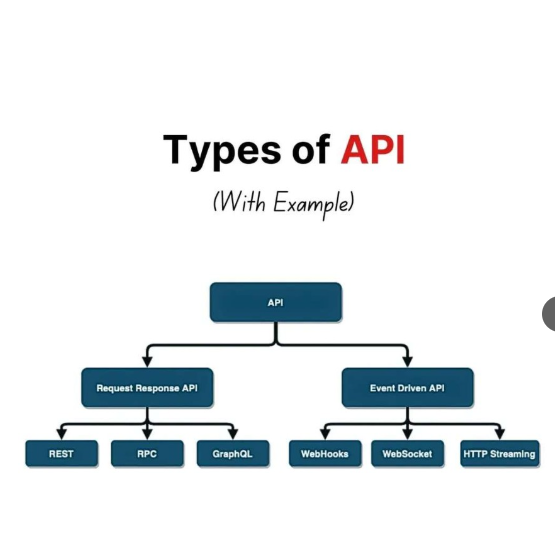 Types of API
(With Example)
API
Request Response API
Event Driven API
REST
RPC
GraphQL
WebHooks
WebSocket
HTTP Streaming